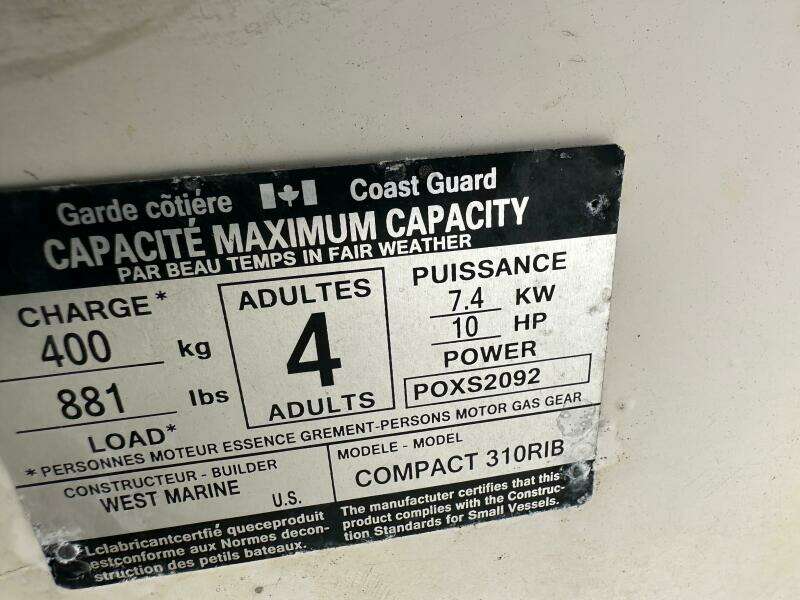 Garde cõtiére Coast Guard
CAPACITÉ MAXIMUM CAPACITY
PAR BEAU TEMPS IN FAIR WEATHER
CHARGE*
400 kg
881 lbs
LOAD*
ADULTES
4
ADULTS
PUISSANCE
7.4 KW
10 HP
POWER
POXS2092
* PERSONNES MOTEUR ESSENCE GREMENT-PERSONS MOTOR GAS GEAR
CONSTRUCTEUR - BUILDER
WEST MARINE U.S.
MODELE - MODEL
COMPACT 310RIB
Lclabricantcertfié queceproduit
estconforme aux Normes decon-
struction des petils bateaux.
The manufactuter certifies that this
product complies with the Construc-
tion Standards for Small Vessels.